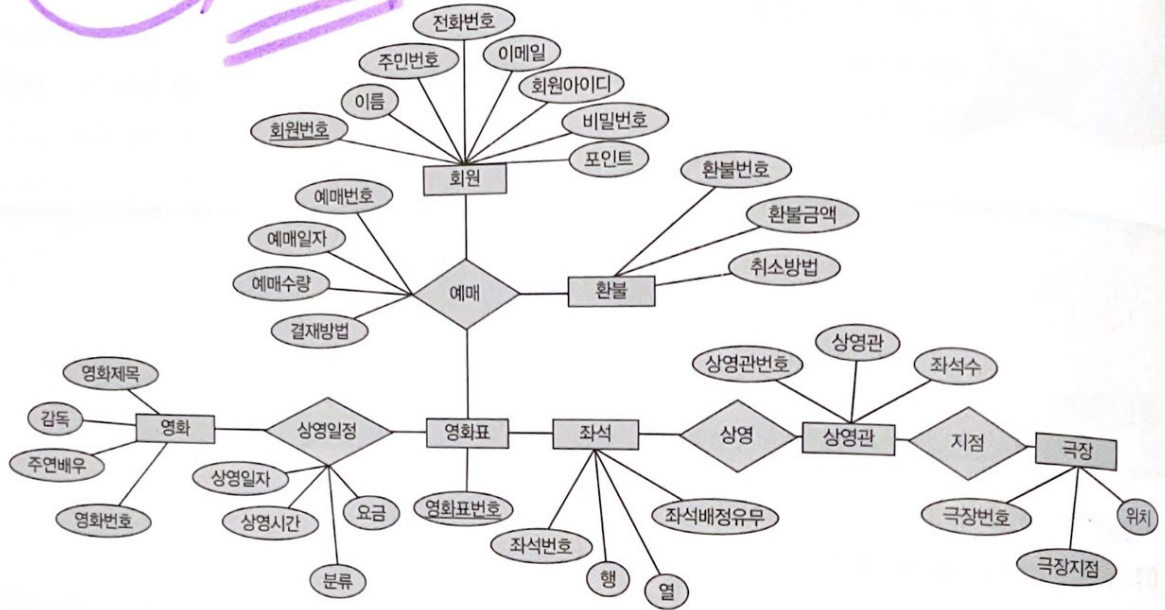 전화번호
주민번호
이메일
이름
회원아이디
회원번호
비밀번호
포인트
회원
환불번호
예매번호
환불금액
예매일자
취소방법
예매수량
예매
환불
결재방법
영화제목
상영관번호
상영관
좌석수
감독
영화
상영일정
영화표
좌석
상영
상영관
지점
극장
주연배우
상영일자
영화번호
상영시간
요금
영화표번호
좌석번호
좌석배정유무
극장번호
위치
분류
행
열
극장지점